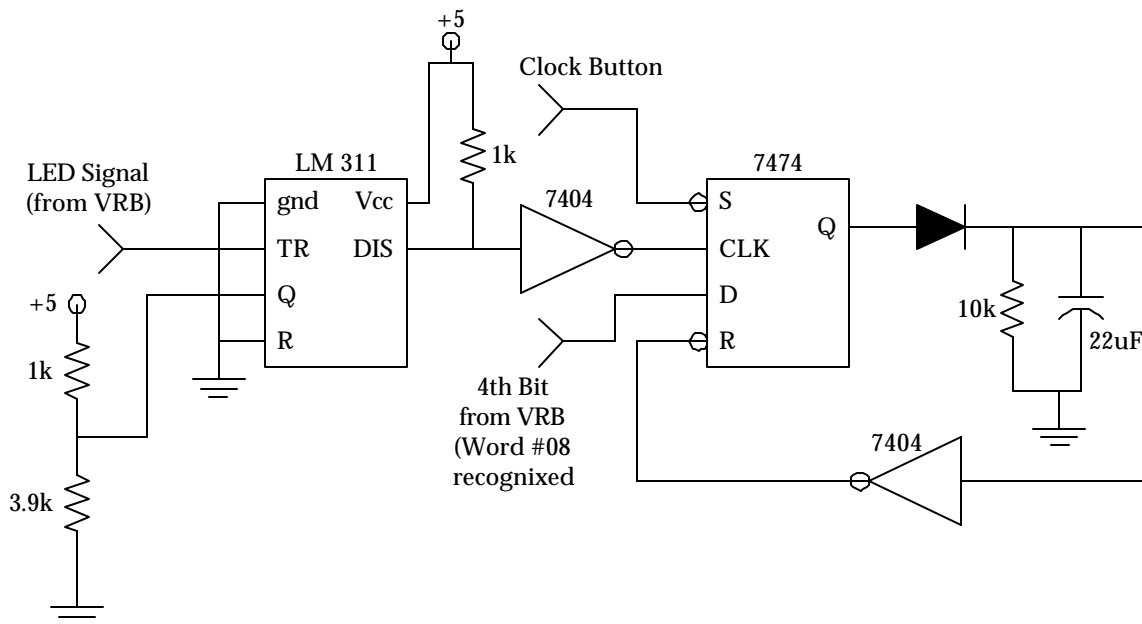 +5
Clock Button
1k
LM 311
7474
LED Signal
(from VRB)
7404
gnd
Vcc
S
Q
TR
DIS
CLK
+5
Q
D
10k
R
R
22uF
1k
4th Bit
from VRB
(Word #08
recognixed
7404
3.9k